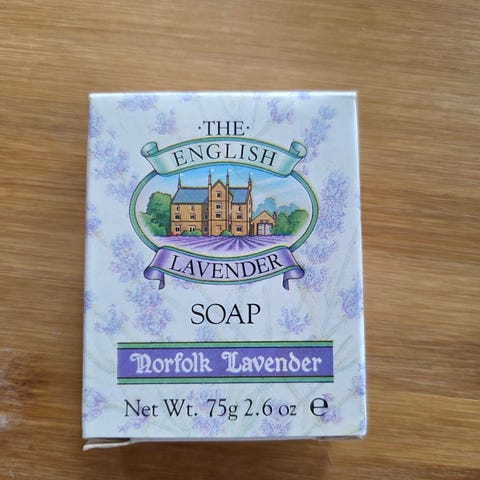 ·THE·
ENGLISH
LAVENDER
SOAP
Norfolk Lavender
Net Wt. 75g 2.6 oz ℮